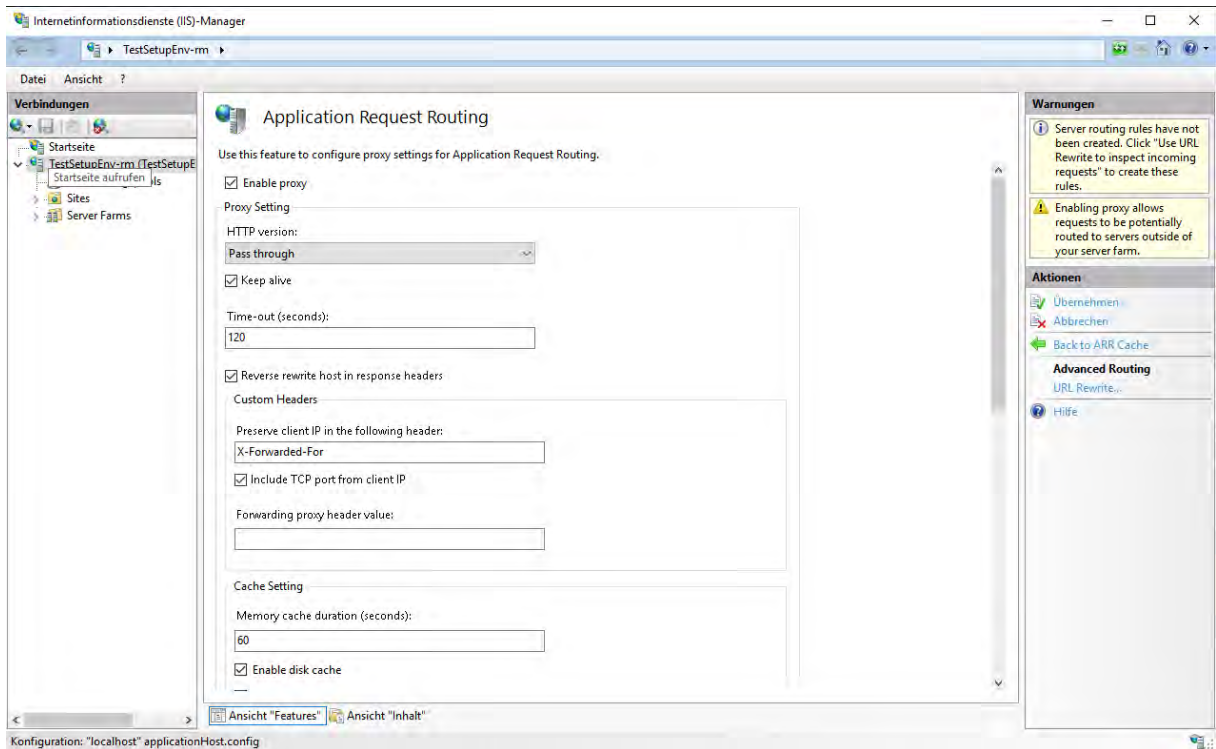 Internetinformationsdienste (IIS)-Manager
TestSetupEnv-rm
Datei Ansicht ?
Verbindungen
Startseite
TestSetupEnv-rm (TestSetupE
Startseite aufrufen
ls
Sites
Server Farms
Application Request Routing
Use this feature to configure proxy settings for Application Request Routing.
Enable proxy
Proxy Setting
HTTP version:
Pass through
Keep alive
Time-out (seconds):
120
Reverse rewrite host in response headers
Custom Headers
Preserve client IP in the following header:
X-Forwarded-For
Include TCP port from client IP
Forwarding proxy header value:
Cache Setting
Memory cache duration (seconds):
60
Enable disk cache
Ansicht "Features" Ansicht "Inhalt"
Warnungen
Server routing rules have not
been created. Click "Use URL
Rewrite to inspect incoming
requests" to create these
rules.
Enabling proxy allows
requests to be potentially
routed to servers outside of
your server farm.
Aktionen
Übernehmen
Abbrechen
Back to ARR Cache
Advanced Routing
URL Rewrite...
Hilfe
Konfiguration: "localhost" applicationHost.config